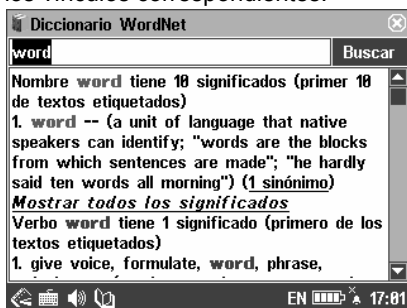 los vínculos correspondientes.
Diccionario WordNet
word Buscar
Nombre word tiene 10 significados (primer 10
de textos etiquetados)
1. word -- (a unit of language that native
speakers can identify; "words are the blocks
from which sentences are made"; "he hardly
said ten words all morning") (1 sinónimo)
Mostrar todos los significados
Verbo word tiene 1 significado (primero de los
textos etiquetados)
1. give voice, formulate, word, phrase,
EN 17:01